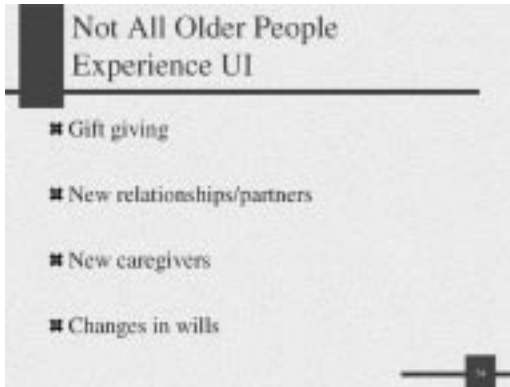 Not All Older People
Experience UI
Gift giving
New relationships/partners
New caregivers
Changes in wills